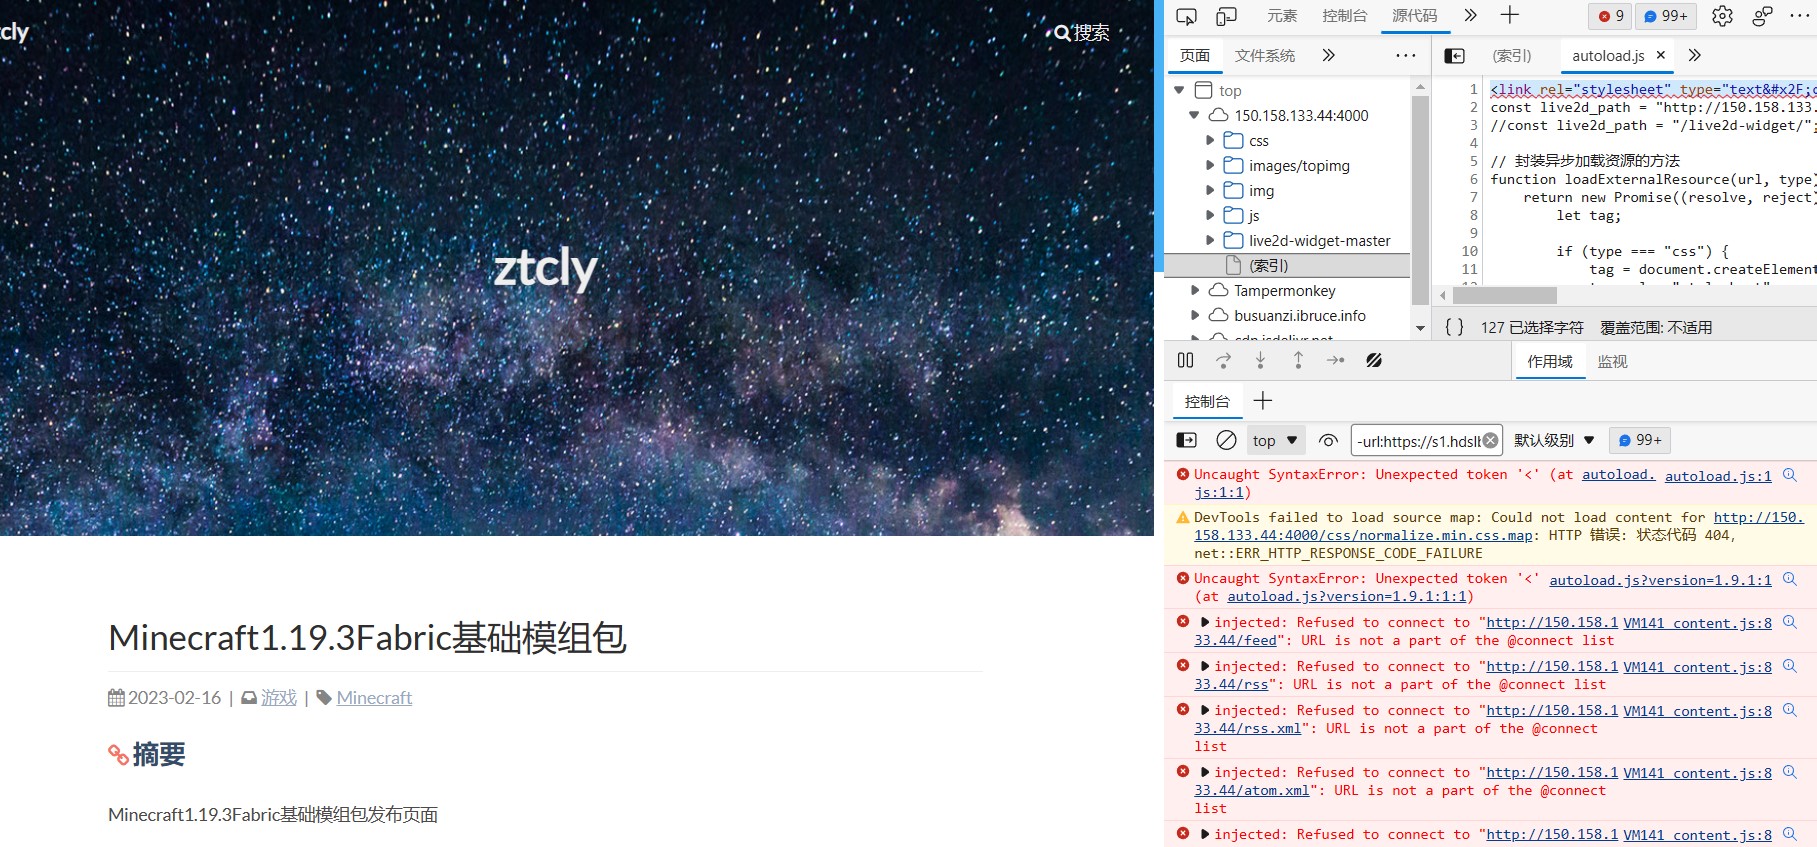 ztcly
搜索
ztcly
Minecraft1.19.3Fabric基础模组包
2023-02-16 | 游戏 | Minecraft
摘要
Minecraft1.19.3Fabric基础模组包发布页面
元素 控制台 源代码 9 99+
页面 文件系统
top
150.158.133.44:4000
css
images/topimg
img
js
live2d-widget-master
(索引)
Tampermonkey
busuanzi.ibruce.info
cdn.jsdelivr.net
(索引) autoload.js
1 <link rel="stylesheet" type="text&#x2F;c
2 const live2d_path = "http://150.158.133.
3 //const live2d_path = "/live2d-widget/";
4
5 // 封装异步加载资源的方法
6 function loadExternalResource(url, type)
7 return new Promise((resolve, reject)
8 let tag;
9
10 if (type === "css") {
11 tag = document.createElement
{ } 127 已选择字符 覆盖范围: 不适用
作用域 监视
控制台
top -url:https://s1.hdslb 默认级别 99+
Uncaught SyntaxError: Unexpected token '<' (at autoload. autoload.js:1
js:1:1)
DevTools failed to load source map: Could not load content for http://150.
158.133.44:4000/css/normalize.min.css.map: HTTP 错误: 状态代码 404,
net::ERR_HTTP_RESPONSE_CODE_FAILURE
Uncaught SyntaxError: Unexpected token '<' autoload.js?version=1.9.1:1
(at autoload.js?version=1.9.1:1:1)
injected: Refused to connect to "http://150.158.1 VM141 content.js:8
33.44/feed": URL is not a part of the @connect list
injected: Refused to connect to "http://150.158.1 VM141 content.js:8
33.44/rss": URL is not a part of the @connect list
injected: Refused to connect to "http://150.158.1 VM141 content.js:8
33.44/rss.xml": URL is not a part of the @connect
list
injected: Refused to connect to "http://150.158.1 VM141 content.js:8
33.44/atom.xml": URL is not a part of the @connect
list
injected: Refused to connect to "http://150.158.1 VM141 content.js:8